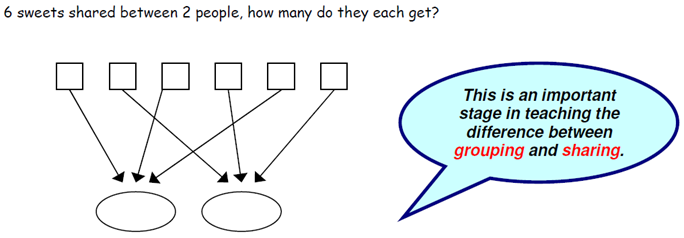 6 sweets shared between 2 people, how many do they each get?
This is an important
stage in teaching the
difference between
grouping and sharing.